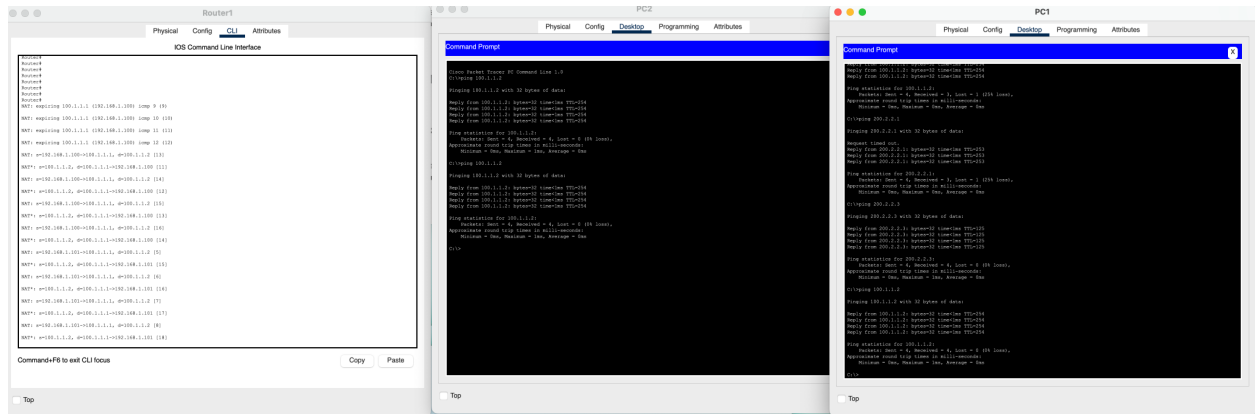 Router1
Physical Config CLI Attributes
IOS Command Line Interface
Router#
Router#
Router#
Router#
Router#
Router#
Router#
NAT: expiring 100.1.1.1 (192.168.1.100) icmp 9 (9)
NAT: expiring 100.1.1.1 (192.168.1.100) icmp 10 (10)
NAT: expiring 100.1.1.1 (192.168.1.100) icmp 11 (11)
NAT: expiring 100.1.1.1 (192.168.1.100) icmp 12 (12)
NAT: s=192.168.1.100->100.1.1.1, d=100.1.1.2 [13]
NAT*: s=100.1.1.2, d=100.1.1.1->192.168.1.100 [11]
NAT: s=192.168.1.100->100.1.1.1, d=100.1.1.2 [14]
NAT*: s=100.1.1.2, d=100.1.1.1->192.168.1.100 [12]
NAT: s=192.168.1.100->100.1.1.1, d=100.1.1.2 [15]
NAT*: s=100.1.1.2, d=100.1.1.1->192.168.1.100 [13]
NAT: s=192.168.1.100->100.1.1.1, d=100.1.1.2 [16]
NAT*: s=100.1.1.2, d=100.1.1.1->192.168.1.100 [14]
NAT: s=192.168.1.101->100.1.1.1, d=100.1.1.2 [5]
NAT*: s=100.1.1.2, d=100.1.1.1->192.168.1.101 [15]
NAT: s=192.168.1.101->100.1.1.1, d=100.1.1.2 [6]
NAT*: s=100.1.1.2, d=100.1.1.1->192.168.1.101 [16]
NAT: s=192.168.1.101->100.1.1.1, d=100.1.1.2 [7]
NAT*: s=100.1.1.2, d=100.1.1.1->192.168.1.101 [17]
NAT: s=192.168.1.101->100.1.1.1, d=100.1.1.2 [8]
NAT*: s=100.1.1.2, d=100.1.1.1->192.168.1.101 [18]
Command+F6 to exit CLI focus
Copy Paste
Top
PC2
Physical Config Desktop Programming Attributes
Command Prompt
Cisco Packet Tracer PC Command Line 1.0
C:\>ping 100.1.1.2
Pinging 100.1.1.2 with 32 bytes of data:
Reply from 100.1.1.2: bytes=32 time<1ms TTL=254
Reply from 100.1.1.2: bytes=32 time<1ms TTL=254
Reply from 100.1.1.2: bytes=32 time<1ms TTL=254
Reply from 100.1.1.2: bytes=32 time<1ms TTL=254
Ping statistics for 100.1.1.2:
Packets: Sent = 4, Received = 4, Lost = 0 (0% loss),
Approximate round trip times in milli-seconds:
Minimum = 0ms, Maximum = 1ms, Average = 0ms
C:\>ping 100.1.1.2
Pinging 100.1.1.2 with 32 bytes of data:
Reply from 100.1.1.2: bytes=32 time<1ms TTL=254
Reply from 100.1.1.2: bytes=32 time<1ms TTL=254
Reply from 100.1.1.2: bytes=32 time<1ms TTL=254
Reply from 100.1.1.2: bytes=32 time<1ms TTL=254
Ping statistics for 100.1.1.2:
Packets: Sent = 4, Received = 4, Lost = 0 (0% loss),
Approximate round trip times in milli-seconds:
Minimum = 0ms, Maximum = 0ms, Average = 0ms
C:\>
Top
PC1
Physical Config Desktop Programming Attributes
Command Prompt
X
Reply from 100.1.1.2: bytes=32 time<1ms TTL=254
Reply from 100.1.1.2: bytes=32 time<1ms TTL=254
Reply from 100.1.1.2: bytes=32 time<1ms TTL=254
Ping statistics for 100.1.1.2:
Packets: Sent = 4, Received = 3, Lost = 1 (25% loss),
Approximate round trip times in milli-seconds:
Minimum = 0ms, Maximum = 0ms, Average = 0ms
C:\>ping 200.2.2.1
Pinging 200.2.2.1 with 32 bytes of data:
Request timed out.
Reply from 200.2.2.1: bytes=32 time<1ms TTL=253
Reply from 200.2.2.1: bytes=32 time<1ms TTL=253
Reply from 200.2.2.1: bytes=32 time<1ms TTL=253
Ping statistics for 200.2.2.1:
Packets: Sent = 4, Received = 3, Lost = 1 (25% loss),
Approximate round trip times in milli-seconds:
Minimum = 0ms, Maximum = 0ms, Average = 0ms
C:\>ping 200.2.2.3
Pinging 200.2.2.3 with 32 bytes of data:
Reply from 200.2.2.3: bytes=32 time<1ms TTL=125
Reply from 200.2.2.3: bytes=32 time<1ms TTL=125
Reply from 200.2.2.3: bytes=32 time<1ms TTL=125
Reply from 200.2.2.3: bytes=32 time<1ms TTL=125
Ping statistics for 200.2.2.3:
Packets: Sent = 4, Received = 4, Lost = 0 (0% loss),
Approximate round trip times in milli-seconds:
Minimum = 0ms, Maximum = 0ms, Average = 0ms
C:\>ping 100.1.1.2
Pinging 100.1.1.2 with 32 bytes of data:
Reply from 100.1.1.2: bytes=32 time<1ms TTL=254
Reply from 100.1.1.2: bytes=32 time<1ms TTL=254
Reply from 100.1.1.2: bytes=32 time<1ms TTL=254
Reply from 100.1.1.2: bytes=32 time<1ms TTL=254
Ping statistics for 100.1.1.2:
Packets: Sent = 4, Received = 4, Lost = 0 (0% loss),
Approximate round trip times in milli-seconds:
Minimum = 0ms, Maximum = 0ms, Average = 0ms
C:\>
Top